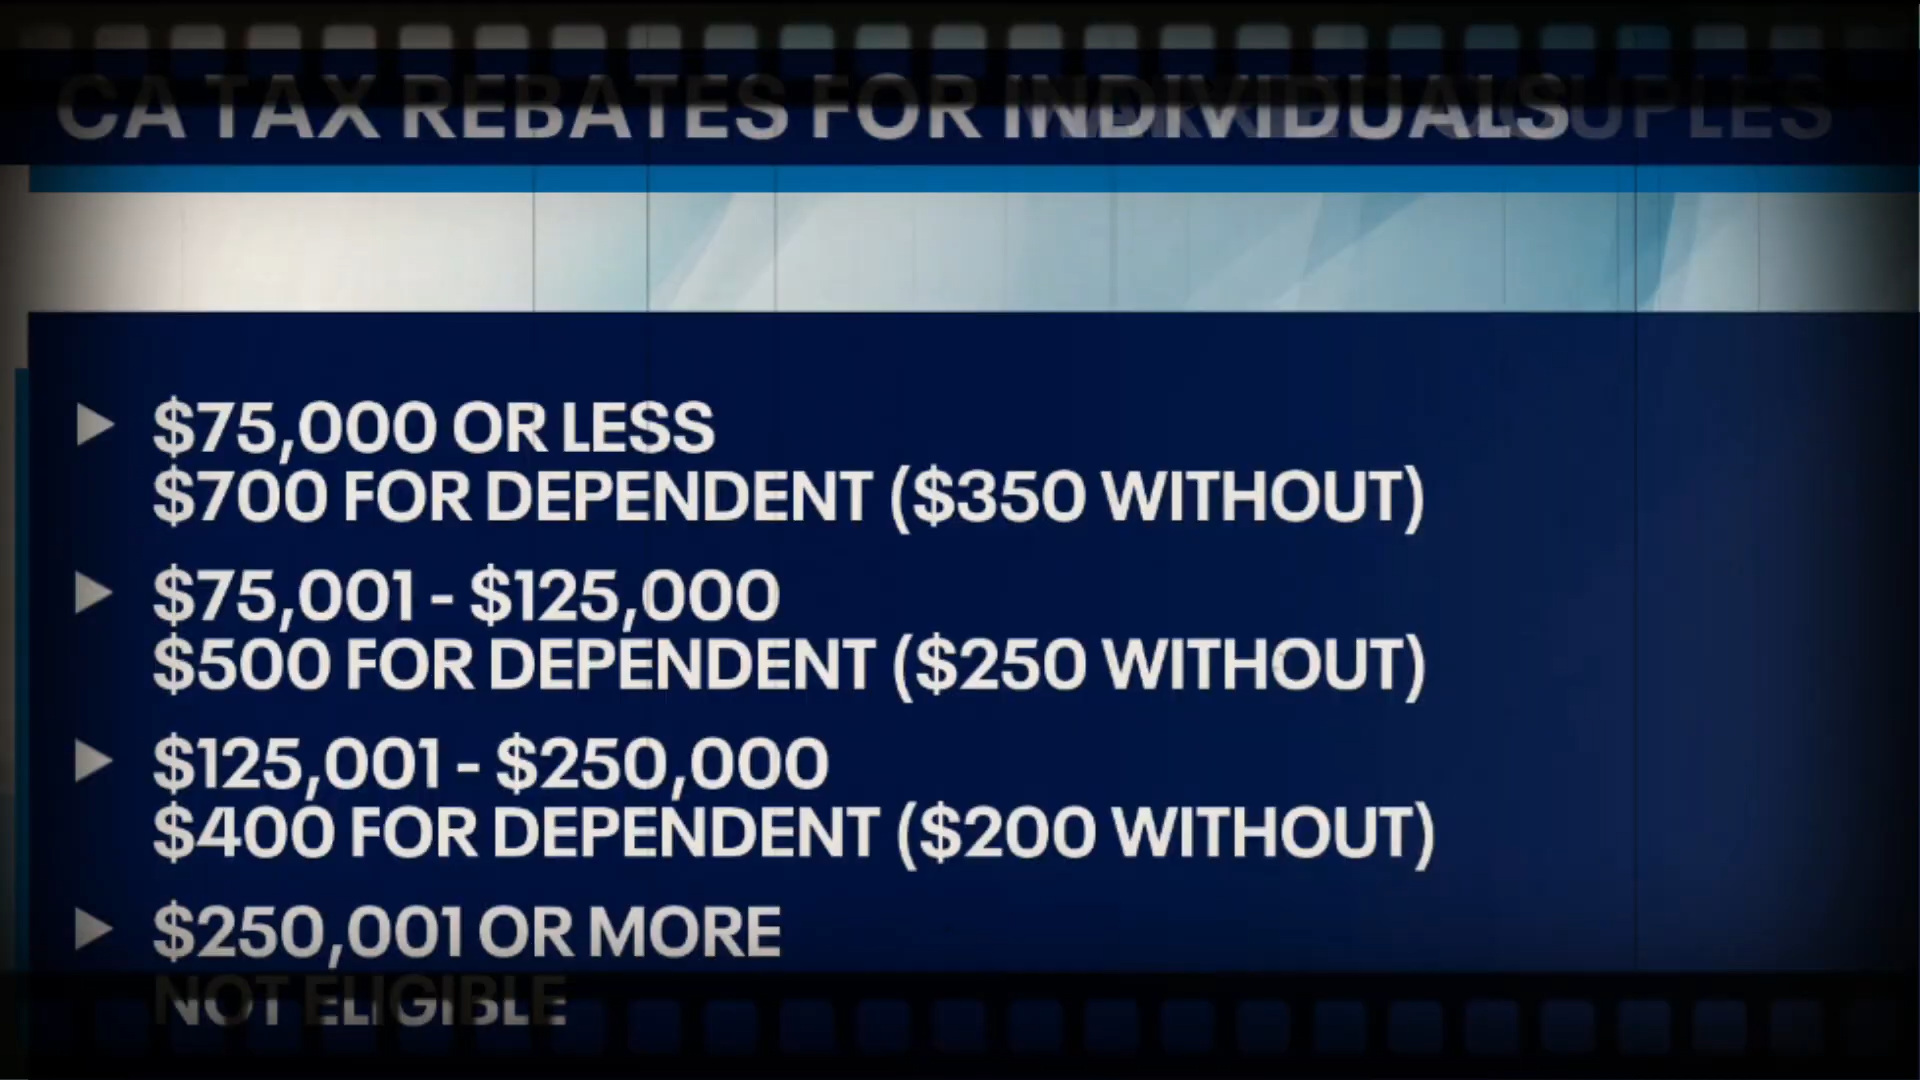 CA TAX REBATES FOR INDIVIDUALS
$75,000 OR LESS
$700 FOR DEPENDENT ($350 WITHOUT)
$75,001 - $125,000
$500 FOR DEPENDENT ($250 WITHOUT)
$125,001 - $250,000
$400 FOR DEPENDENT ($200 WITHOUT)
$250,001 OR MORE
NOT ELIGIBLE